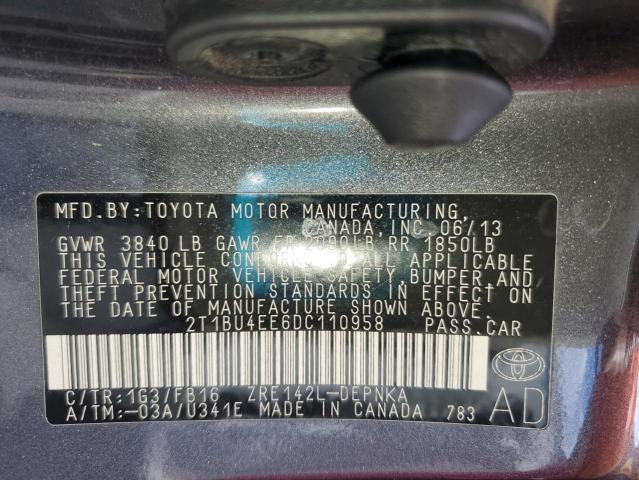 MFD.BY:TOYOTA MOTOR MANUFACTURING,
CANADA, INC. 06/13
GVWR 3840 LB GAWR FR 2090LB RR 1850LB
THIS VEHICLE CONFORMS TO ALL APPLICABLE
FEDERAL MOTOR VEHICLE SAFETY, BUMPER AND
THEFT PREVENTION STANDARDS IN EFFECT ON
THE DATE OF MANUFACTURE SHOWN ABOVE.
2T1BU4EE6DC110958 PASS.CAR
C/TR:1G3/FB16 ZRE142L-DEPNKA
A/TM:-03A/U341E MADE IN CANADA 783
TOYOTA
AD